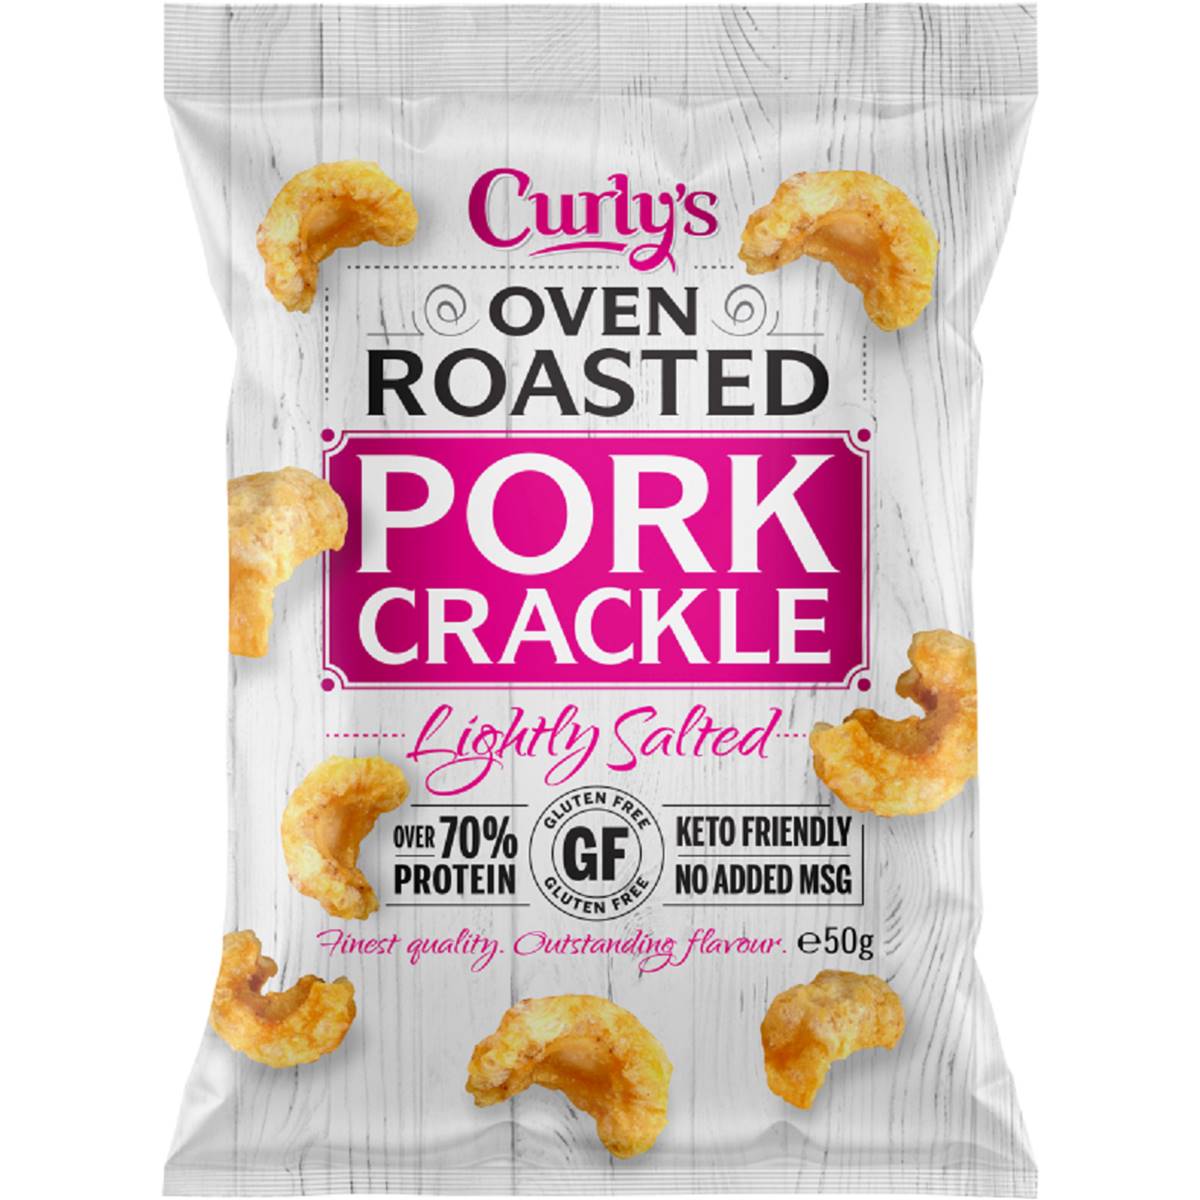 Curly's
OVEN
ROASTED
PORK
CRACKLE
Lightly Salted
OVER 70%
PROTEIN
GLUTEN FREE
GF
GLUTEN FREE
KETO FRIENDLY
NO ADDED MSG
Finest quality. Outstanding flavour. ℮50g